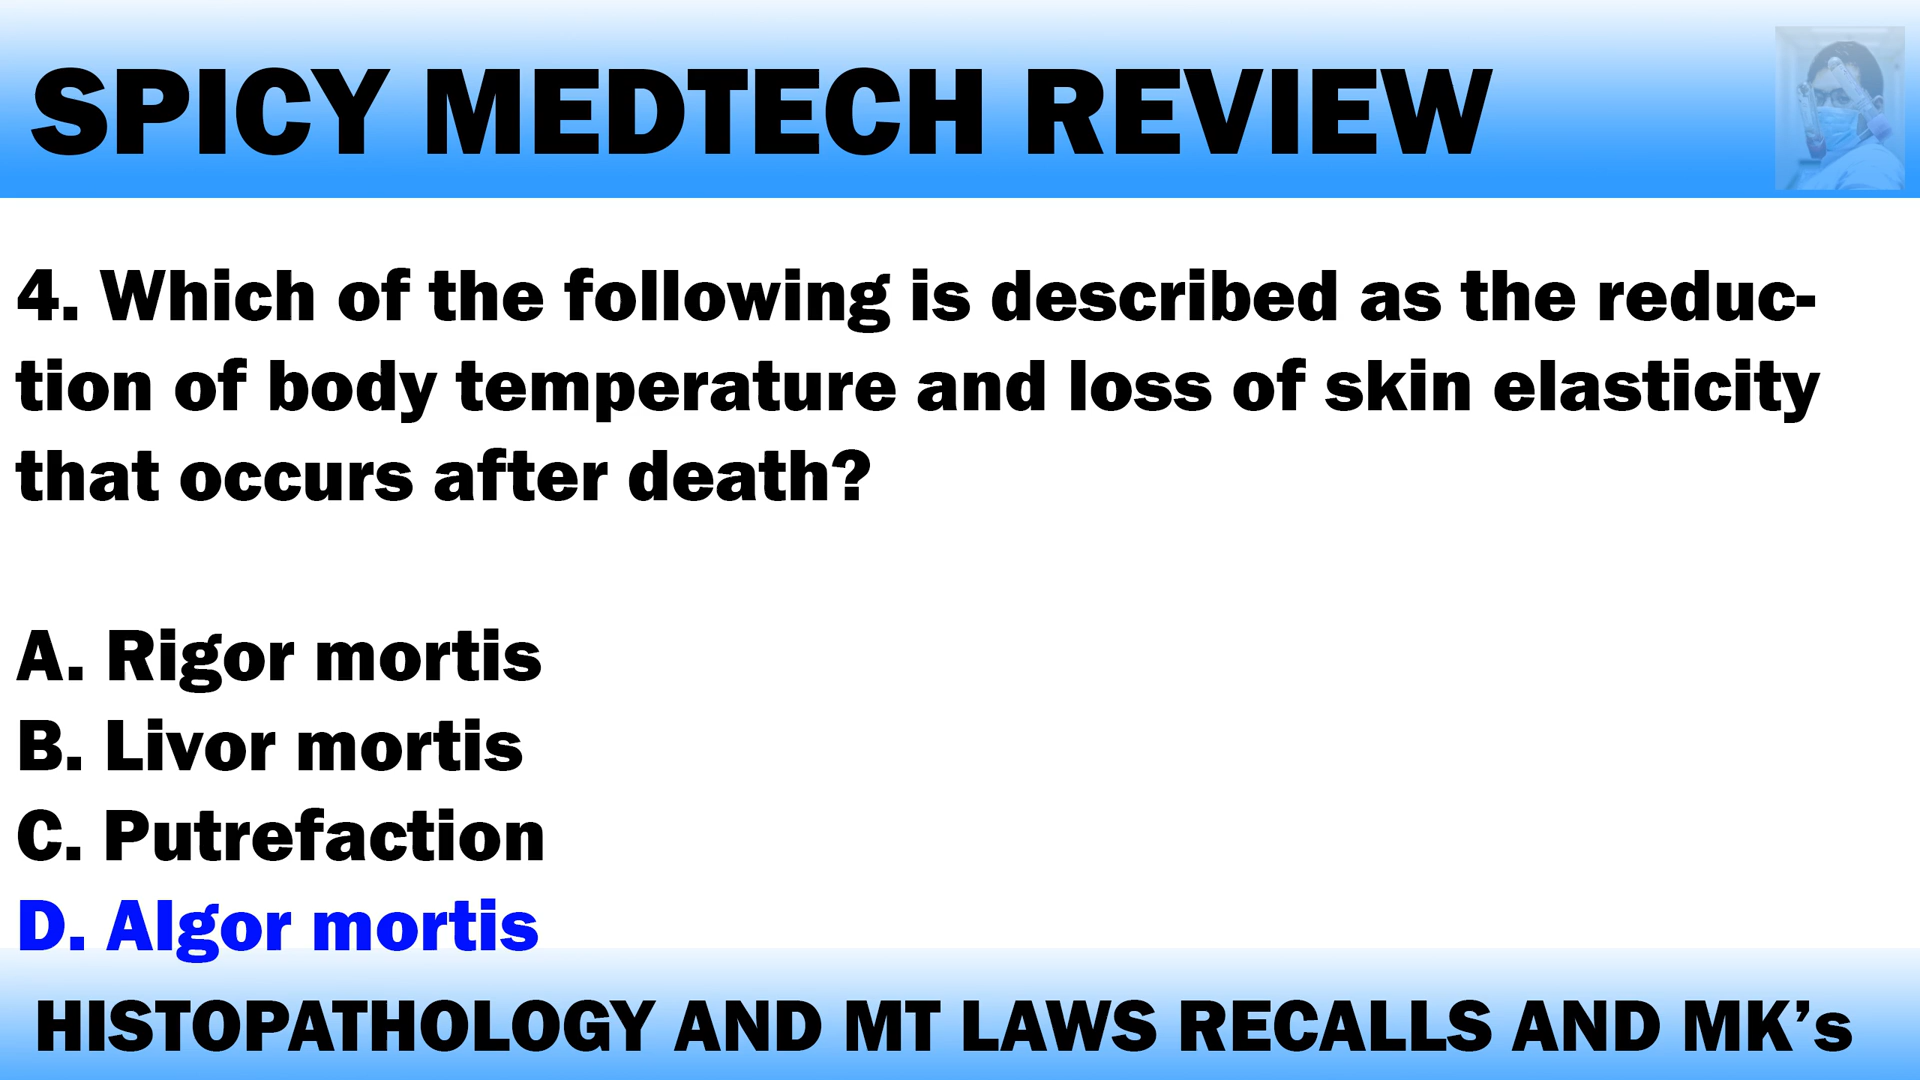 SPICY MEDTECH REVIEW
4. Which of the following is described as the reduc-
tion of body temperature and loss of skin elasticity
that occurs after death?
A. Rigor mortis
B. Livor mortis
C. Putrefaction
D. Algor mortis
HISTOPATHOLOGY AND MT LAWS RECALLS AND MK’s